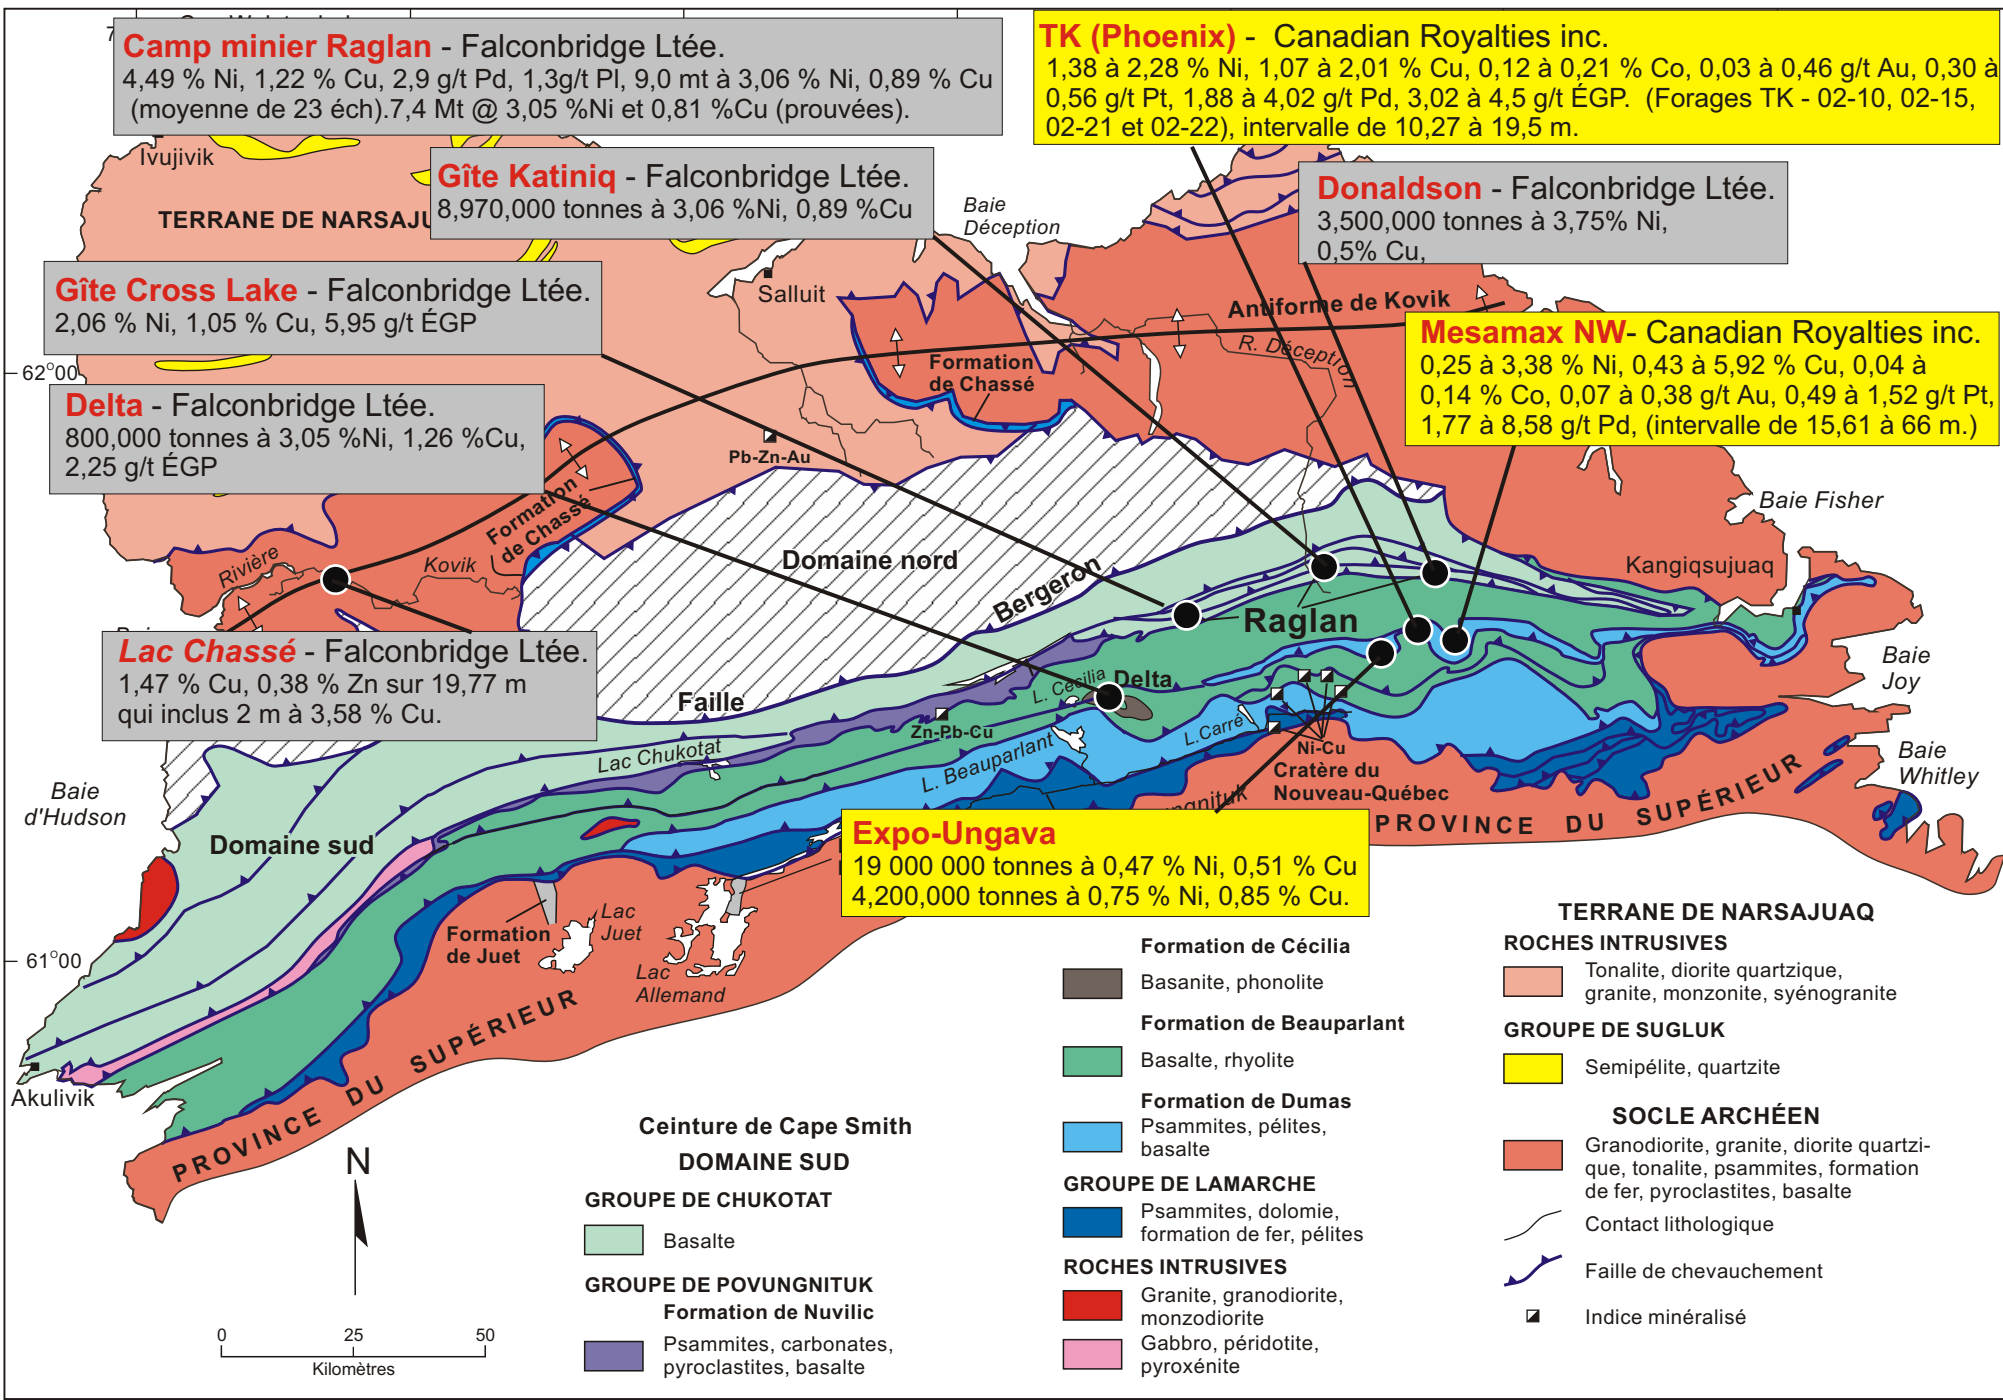 Camp minier Raglan - Falconbridge Ltée.
4,49 % Ni, 1,22 % Cu, 2,9 g/t Pd, 1,3g/t Pl, 9,0 mt à 3,06 % Ni, 0,89 % Cu
(moyenne de 23 éch).7,4 Mt @ 3,05 %Ni et 0,81 %Cu (prouvées).
TK (Phoenix) - Canadian Royalties inc.
1,38 à 2,28 % Ni, 1,07 à 2,01 % Cu, 0,12 à 0,21 % Co, 0,03 à 0,46 g/t Au, 0,30 à
0,56 g/t Pt, 1,88 à 4,02 g/t Pd, 3,02 à 4,5 g/t ÉGP. (Forages TK - 02-10, 02-15,
02-21 et 02-22), intervalle de 10,27 à 19,5 m.
Ivujivik
Gîte Katiniq - Falconbridge Ltée.
8,970,000 tonnes à 3,06 %Ni, 0,89 %Cu
Baie
Déception
Donaldson - Falconbridge Ltée.
3,500,000 tonnes à 3,75% Ni,
0,5% Cu,
TERRANE DE
Gîte Cross Lake - Falconbridge Ltée.
2,06 % Ni, 1,05 % Cu, 5,95 g/t ÉGP
Salluit
Antiforme de Kovik
R. Déception
Mesamax NW- Canadian Royalties inc.
0,25 à 3,38 % Ni, 0,43 à 5,92 % Cu, 0,04 à
0,14 % Co, 0,07 à 0,38 g/t Au, 0,49 à 1,52 g/t Pt,
1,77 à 8,58 g/t Pd, (intervalle de 15,61 à 66 m.)
62°00
Formation
de Chassé
Delta - Falconbridge Ltée.
800,000 tonnes à 3,05 %Ni, 1,26 %Cu,
2,25 g/t ÉGP
Pb-Zn-Au
Formation
de Chassé
Baie Fisher
Domaine nord
Rivière
Kovik
Bergeron
Kangiqsujuaq
Raglan
Lac Chassé - Falconbridge Ltée.
1,47 % Cu, 0,38 % Zn sur 19,77 m
qui inclus 2 m à 3,58 % Cu.
Baie
Joy
L. Cécilia
Delta
Faille
Zn-Pb-Cu
L.Carré
Ni-Cu
Lac Chukotat
L. Beauparlant
Cratère du
Nouveau-Québec
Baie
Whitley
Baie
d'Hudson
Domaine sud
PROVINCE DU SUPÉRIEUR
Expo-Ungava
19 000 000 tonnes à 0,47 % Ni, 0,51 % Cu
4,200,000 tonnes à 0,75 % Ni, 0,85 % Cu.
Formation
de Juet
Lac
Juet
Lac
Allemand
61°00
Akulivik
PROVINCE DU SUPÉRIEUR
N
0 25 50
Kilomètres
Ceinture de Cape Smith
DOMAINE SUD
GROUPE DE CHUKOTAT
Basalte
GROUPE DE POVUNGNITUK
Formation de Nuvilic
Psammites, carbonates,
pyroclastites, basalte
Formation de Cécilia
Basanite, phonolite
Formation de Beauparlant
Basalte, rhyolite
Formation de Dumas
Psammites, pélites,
basalte
GROUPE DE LAMARCHE
Psammites, dolomie,
formation de fer, pélites
ROCHES INTRUSIVES
Granite, granodiorite,
monzodiorite
Gabbro, péridotite,
pyroxénite
TERRANE DE NARSAJUAQ
ROCHES INTRUSIVES
Tonalite, diorite quartzique,
granite, monzonite, syénogranite
GROUPE DE SUGLUK
Semipélite, quartzite
SOCLE ARCHÉEN
Granodiorite, granite, diorite quartzi-
que, tonalite, psammites, formation
de fer, pyroclastites, basalte
Contact lithologique
Faille de chevauchement
Indice minéralisé